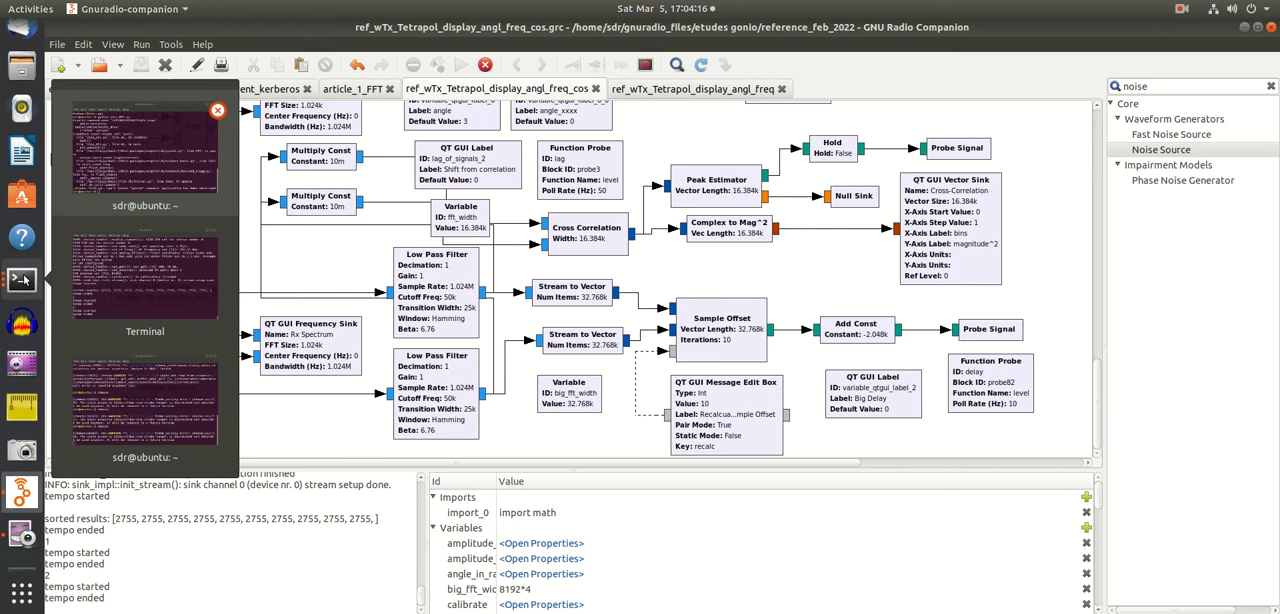 Activities
Gnuradio-companion
Sat Mar 5, 17:04:16
ref_wTx_Tetrapol_display_angl_freq_cos.grc - /home/sdr/gnuradio_files/etudes gonio/reference_feb_2022 - GNU Radio Companion
File Edit View Run Tools Help
ent_kerberos
article_1_FFT
ref_wTx_Tetrapol_display_angl_freq_cos
ref_wTx_Tetrapol_display_angl_freq
noise
Core
Waveform Generators
Fast Noise Source
Noise Source
Impairment Models
Phase Noise Generator
sdr@ubuntu: ~
Terminal
sdr@ubuntu: ~
FFT Size: 1.024k
Center Frequency (Hz): 0
Bandwidth (Hz): 1.024M
Label: angle
Default Value: 3
Label: angle_xxxx
Default Value: 0
Multiply Const
Constant: 10m
Multiply Const
Constant: 10m
QT GUI Label
ID: lag_of_signals_2
Label: Shift from correlation
Default Value: 0
Function Probe
ID: lag
Block ID: probe3
Function Name: level
Poll Rate (Hz): 50
Variable
ID: fft_width
Value: 16.384k
Cross Correlation
Width: 16.384k
Peak Estimator
Vector Length: 16.384k
Hold
Hold: False
Probe Signal
Null Sink
Complex to Mag^2
Vec Length: 16.384k
QT GUI Vector Sink
Name: Cross-Correlation
Vector Size: 16.384k
X-Axis Start Value: 0
X-Axis Step Value: 1
X-Axis Label: bins
Y-Axis Label: magnitude^2
X-Axis Units:
Y-Axis Units:
Ref Level: 0
Low Pass Filter
Decimation: 1
Gain: 1
Sample Rate: 1.024M
Cutoff Freq: 50k
Transition Width: 25k
Window: Hamming
Beta: 6.76
QT GUI Frequency Sink
Name: Rx Spectrum
FFT Size: 1.024k
Center Frequency (Hz): 0
Bandwidth (Hz): 1.024M
Low Pass Filter
Decimation: 1
Gain: 1
Sample Rate: 1.024M
Cutoff Freq: 50k
Transition Width: 25k
Window: Hamming
Beta: 6.76
Stream to Vector
Num Items: 32.768k
Stream to Vector
Num Items: 32.768k
Variable
ID: big_fft_width
Value: 32.768k
Sample Offset
Vector Length: 32.768k
Iterations: 10
QT GUI Message Edit Box
Type: Int
Value: 10
Label: Recalcua...mple Offset
Pair Mode: True
Static Mode: False
Key: recalc
Add Const
Constant: -2.048k
Probe Signal
QT GUI Label
ID: variable_qtgui_label_2
Label: Big Delay
Default Value: 0
Function Probe
ID: delay
Block ID: probe82
Function Name: level
Poll Rate (Hz): 10
INFO: sink_impl::init_stream(): sink channel 0 (device nr. 0) stream setup done.
tempo started
sorted results: [2755, 2755, 2755, 2755, 2755, 2755, 2755, 2755, 2755, 2755, ]
tempo ended
1
tempo started
tempo ended
2
tempo started
tempo ended
Id Value
Imports
import_0 import math
Variables
amplitude_ <Open Properties>
amplitude_ <Open Properties>
angle_in_ra <Open Properties>
big_fft_wid 8192*4
calibrate <Open Properties>